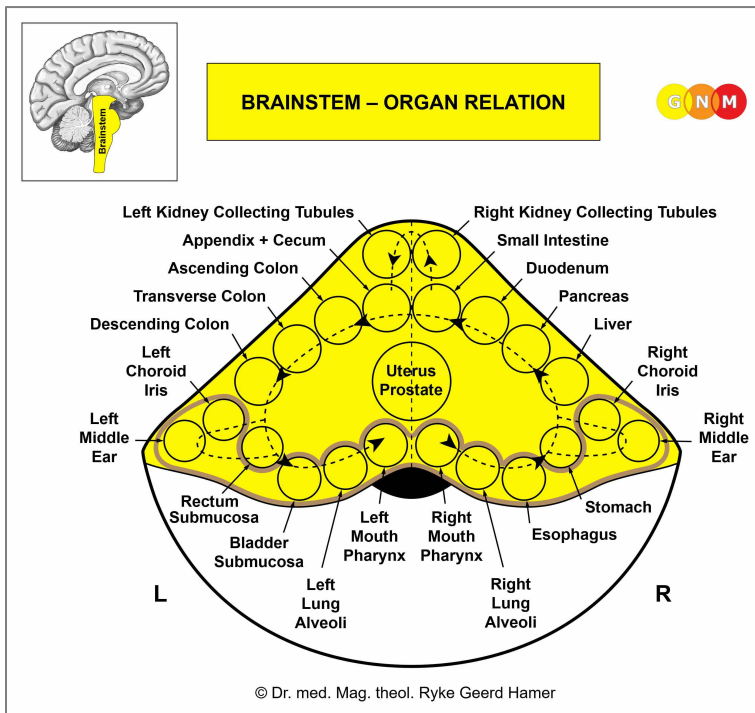 Brainstem
BRAINSTEM – ORGAN RELATION
G N M
Left Kidney Collecting Tubules
Right Kidney Collecting Tubules
Appendix + Cecum
Small Intestine
Ascending Colon
Duodenum
Transverse Colon
Pancreas
Descending Colon
Liver
Left
Choroid
Iris
Right
Choroid
Iris
Uterus
Prostate
Left
Middle
Ear
Right
Middle
Ear
Rectum
Submucosa
Bladder
Submucosa
Left
Lung
Alveoli
Left
Mouth
Pharynx
Right
Mouth
Pharynx
Right
Lung
Alveoli
Esophagus
Stomach
L
R
© Dr. med. Mag. theol. Ryke Geerd Hamer